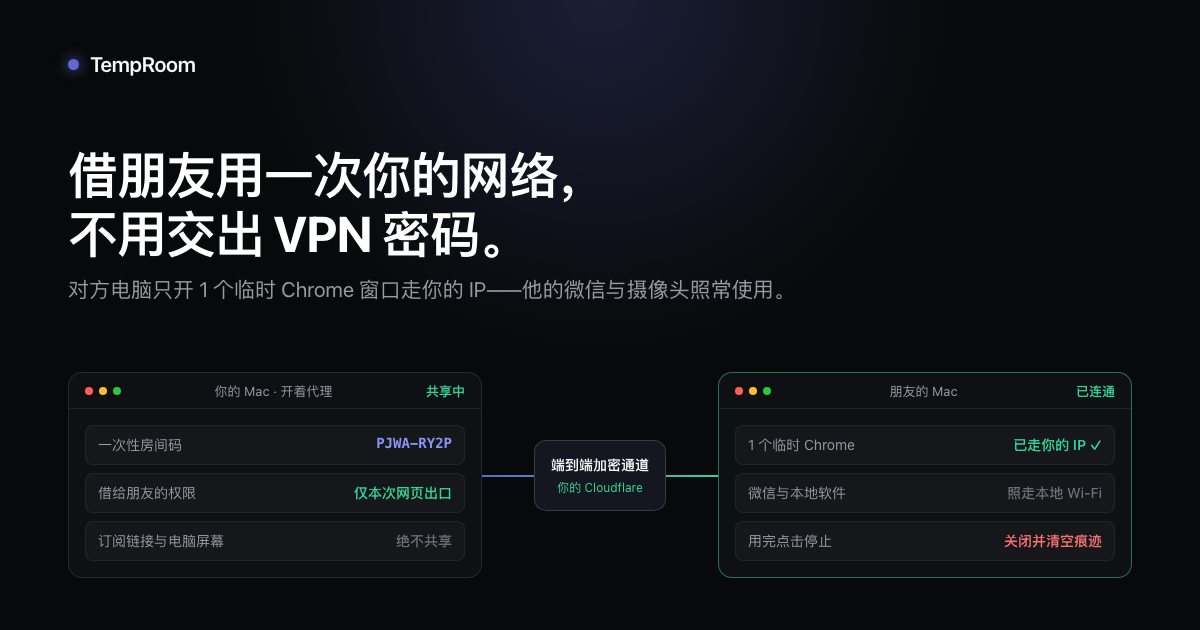 TempRoom
借朋友用一次你的网络，
不用交出 VPN 密码。
对方电脑只开 1 个临时 Chrome 窗口走你的 IP——他的微信与摄像头照常使用。
你的 Mac · 开着代理 共享中
一次性房间码 PJWA-RY2P
借给朋友的权限 仅本次网页出口
订阅链接与电脑屏幕 绝不共享
端到端加密通道
你的 Cloudflare
朋友的 Mac 已连通
1 个临时 Chrome 已走你的 IP ✓
微信与本地软件 照走本地 Wi-Fi
用完点击停止 关闭并清空痕迹